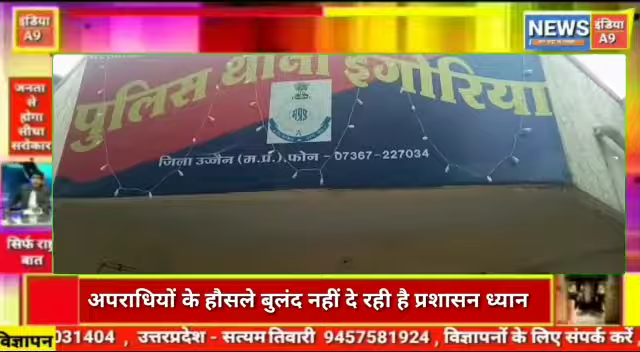 इंडिया
A9
NEWS
इंडिया
A9
जनता
से
होगा
सीधा
सरोकार
पुलिस थाना इंगोरिया
जिला उज्जैन (म.प्र.).फोन - 07367-227034
सिर्फ राष्ट्र
बात
अपराधियों के हौसले बुलंद नहीं दे रही है प्रशासन ध्यान
विज्ञापन
031404 , उत्तरप्रदेश - सत्यम तिवारी 9457581924 , विज्ञापनों के लिए संपर्क करें ,